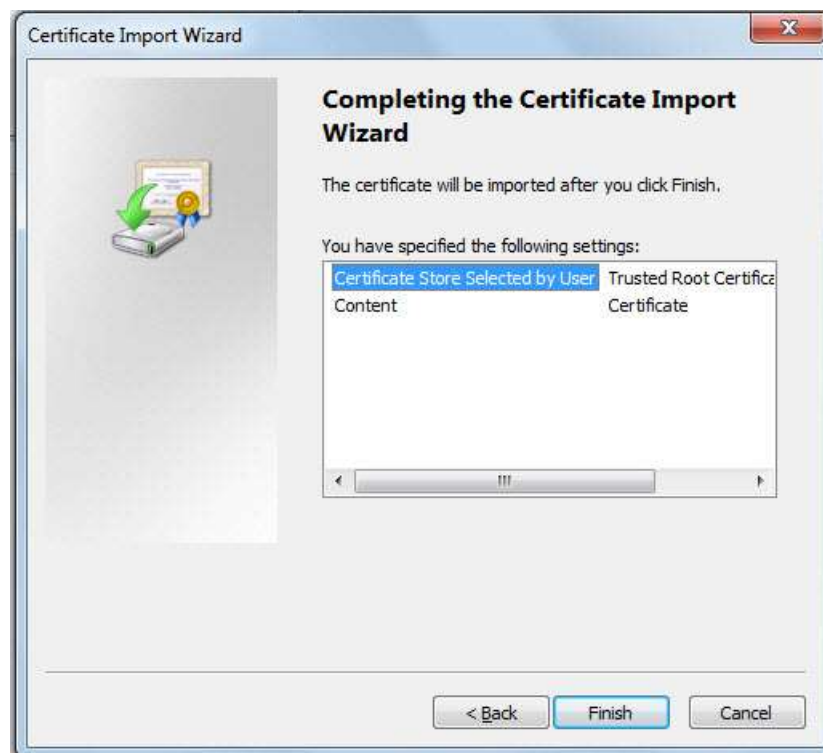 Certificate Import Wizard
Completing the Certificate Import
Wizard
The certificate will be imported after you click Finish.
You have specified the following settings:
Certificate Store Selected by User Trusted Root Certifica
Content Certificate
< Back Finish Cancel